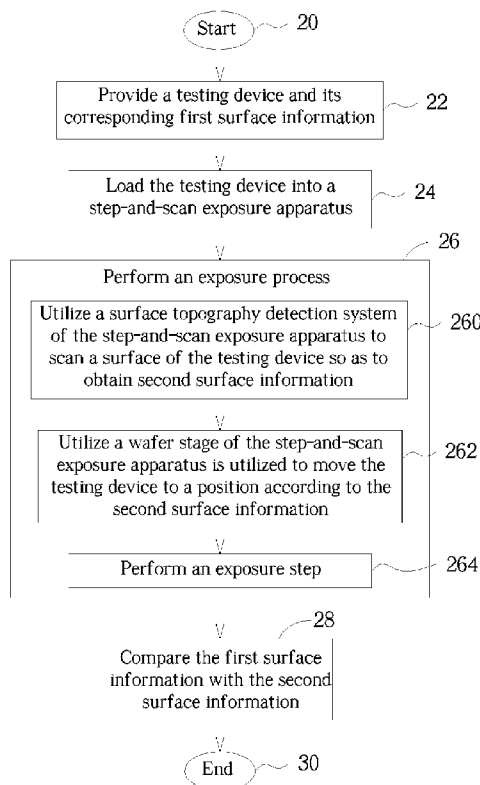 Start
20
Provide a testing device and its
corresponding first surface information
22
Load the testing device into a
step-and-scan exposure apparatus
24
26
Perform an exposure process
Utilize a surface topography detection system
of the step-and-scan exposure apparatus to
scan a surface of the testing device so as to
obtain second surface information
260
Utilize a wafer stage of the step-and-scan
exposure apparatus is utilized to move the
testing device to a position according to the
second surface information
262
Perform an exposure step
264
28
Compare the first surface
information with the second
surface information
End
30